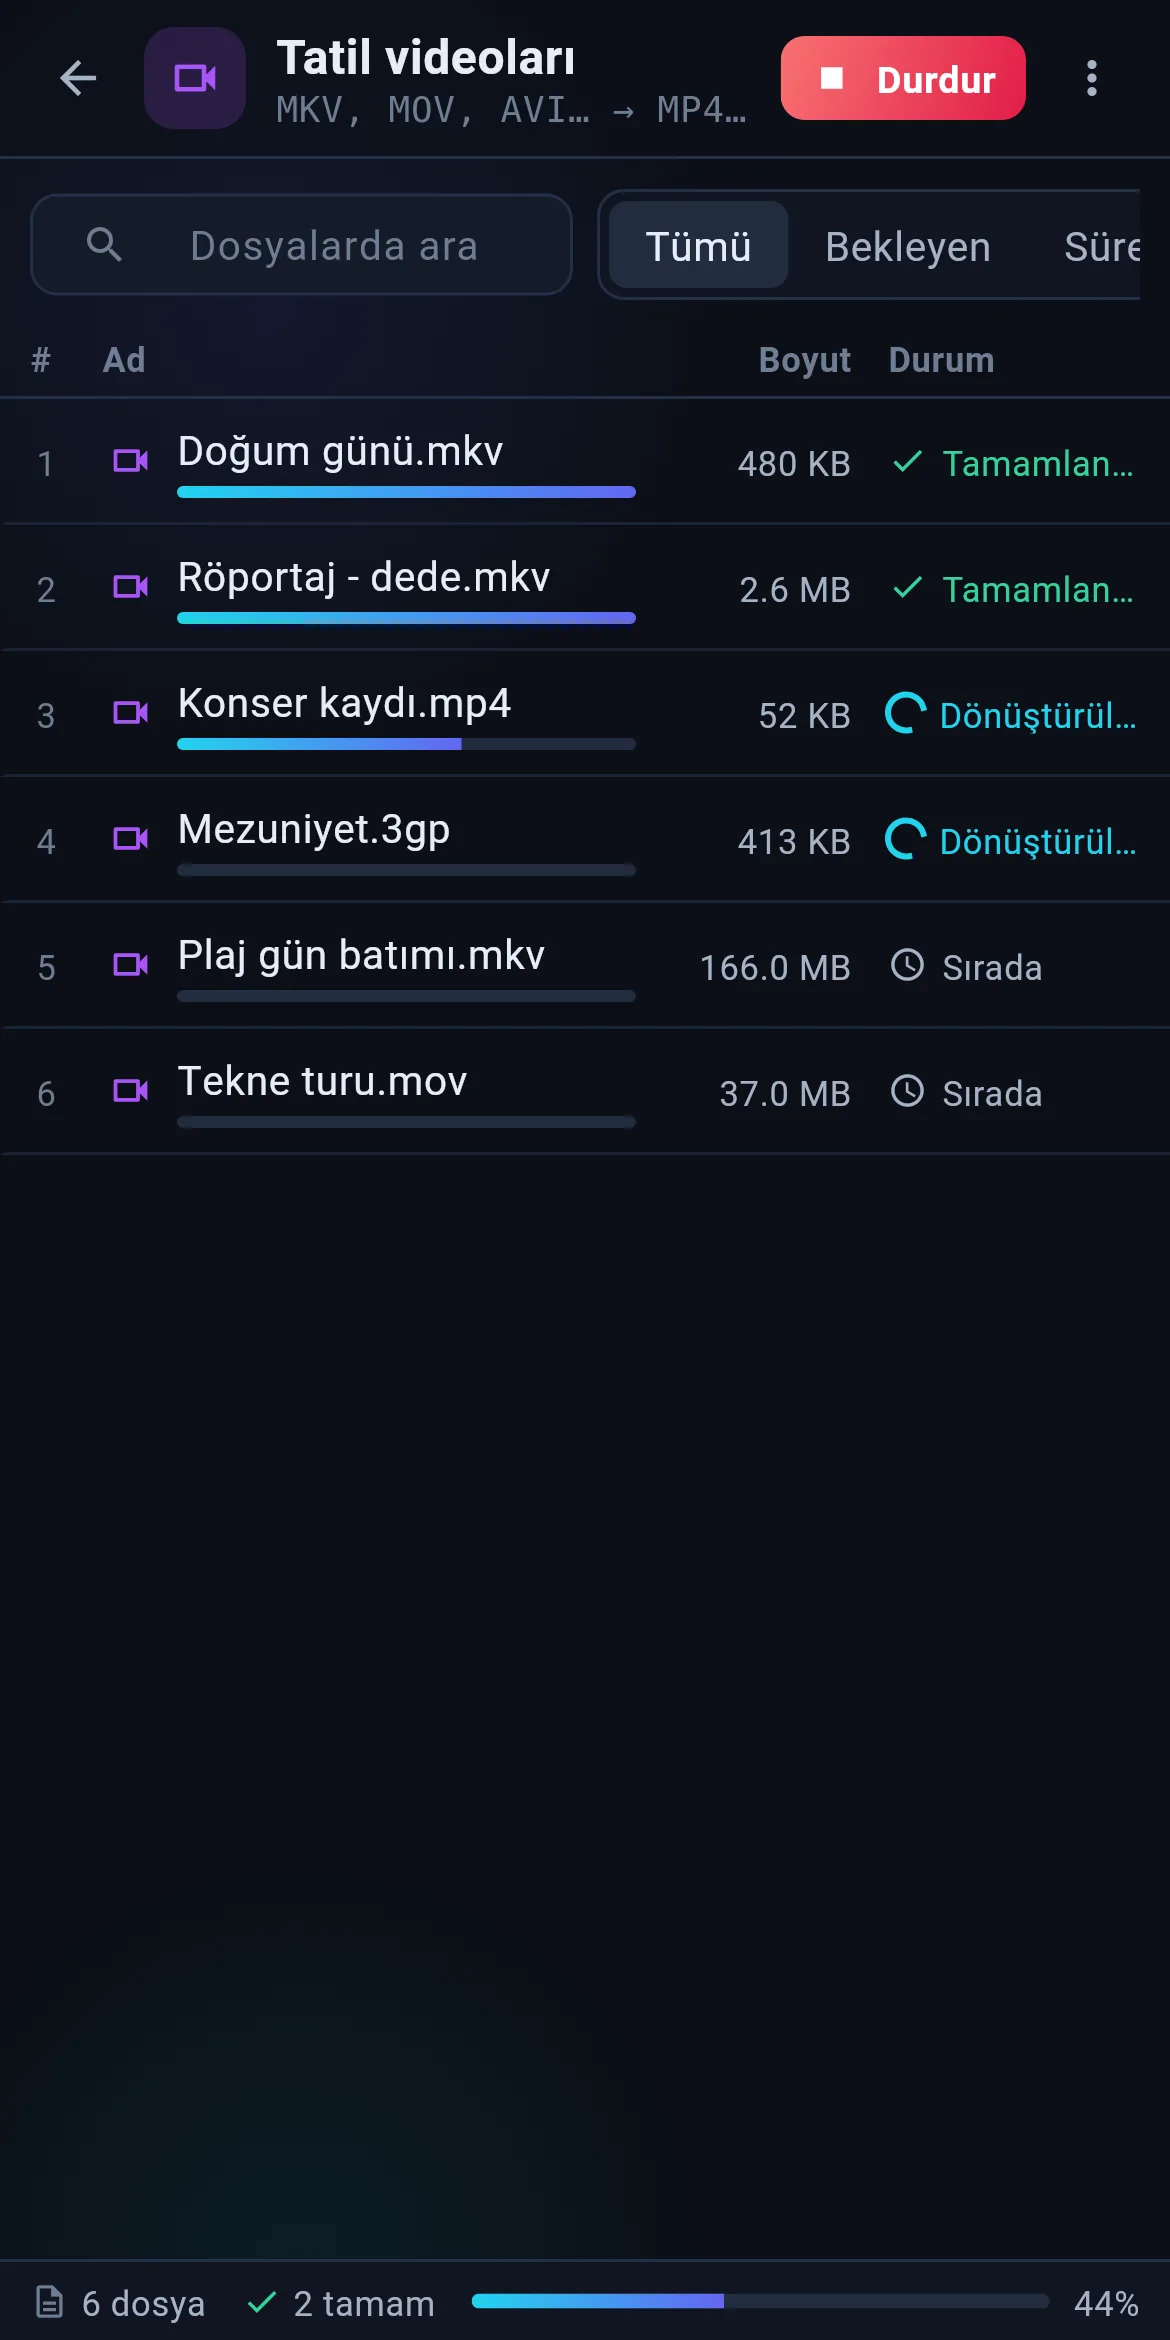 Tatil videoları
MKV, MOV, AVI… → MP4…
Durdur
Dosyalarda ara
Tümü Bekleyen Süre
# Ad Boyut Durum
1 Doğum günü.mkv 480 KB Tamamlan…
2 Röportaj - dede.mkv 2.6 MB Tamamlan…
3 Konser kaydı.mp4 52 KB Dönüştürül…
4 Mezuniyet.3gp 413 KB Dönüştürül…
5 Plaj gün batımı.mkv 166.0 MB Sırada
6 Tekne turu.mov 37.0 MB Sırada
6 dosya 2 tamam 44%